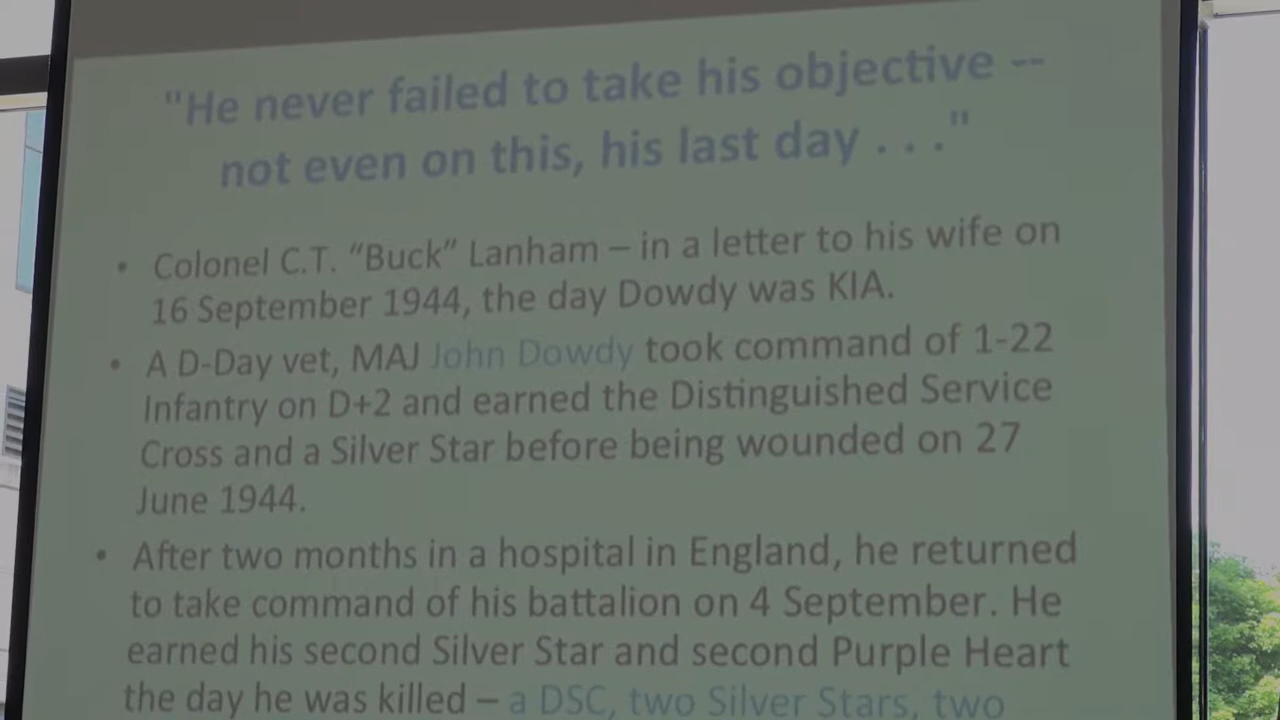 "He never failed to take his objective --
not even on this, his last day . . ."
• Colonel C.T. “Buck” Lanham – in a letter to his wife on
16 September 1944, the day Dowdy was KIA.
• A D-Day vet, MAJ John Dowdy took command of 1-22
Infantry on D+2 and earned the Distinguished Service
Cross and a Silver Star before being wounded on 27
June 1944.
• After two months in a hospital in England, he returned
to take command of his battalion on 4 September. He
earned his second Silver Star and second Purple Heart
the day he was killed – a DSC, two Silver Stars, two